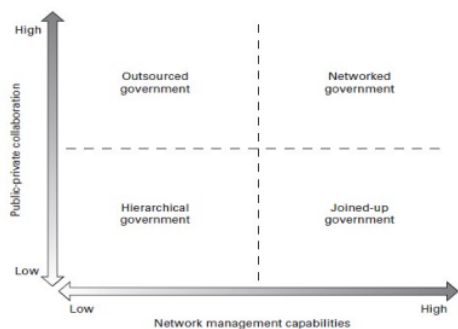 High
Public-private collaboration
Outsourced
government
Networked
government
Hierarchical
government
Joined-up
government
Low
Low
High
Network management capabilities